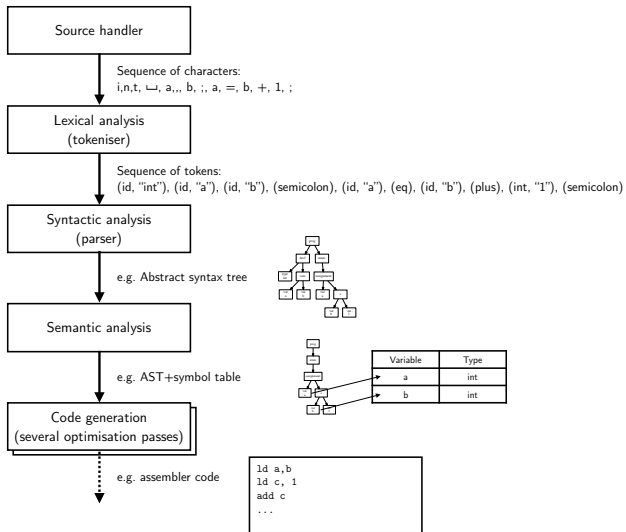 Source handler
Sequence of characters:
i,n,t, ␣, a,,, b, ;, a, =, b, +, 1, ;
Lexical analysis
(tokeniser)
Sequence of tokens:
(id, “int”), (id, “a”), (id, “b”), (semicolon), (id, “a”), (eq), (id, “b”), (plus), (int, “1”), (semicolon)
Syntactic analysis
(parser)
e.g. Abstract syntax tree
Semantic analysis
e.g. AST+symbol table
Variable Type
a int
b int
Code generation
(several optimisation passes)
e.g. assembler code
ld a,b
ld c, 1
add c
...